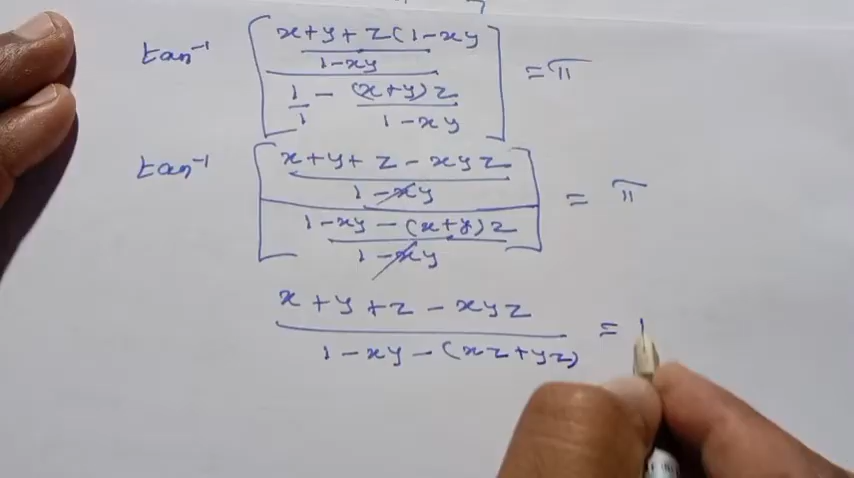 tan⁻¹ [ (x+y+z(1-xy / 1-xy) / (1/1 - (x+y)z / 1-xy) ] = π
tan⁻¹ [ (x+y+z-xyz / 1-xy) / (1-xy-(x+y)z / 1-xy) ] = π
x+y+z-xyz / 1-xy-(xz+yz) =